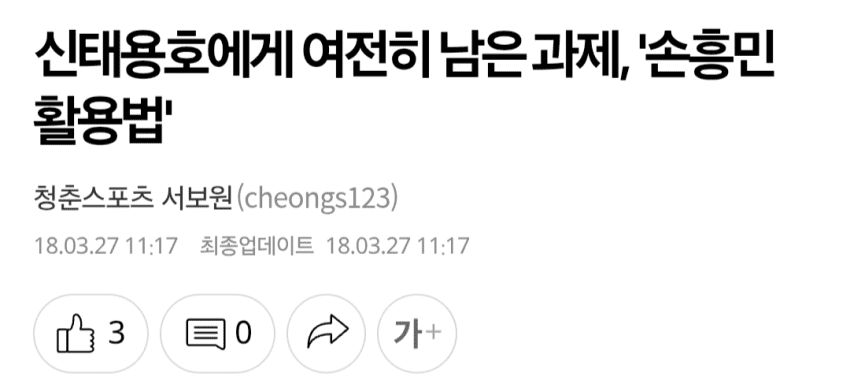 신태용호에게 여전히 남은 과제, '손흥민
활용법'
청춘스포츠 서보원(cheongs123)
18.03.27 11:17 최종업데이트 18.03.27 11:17
3 0 가+